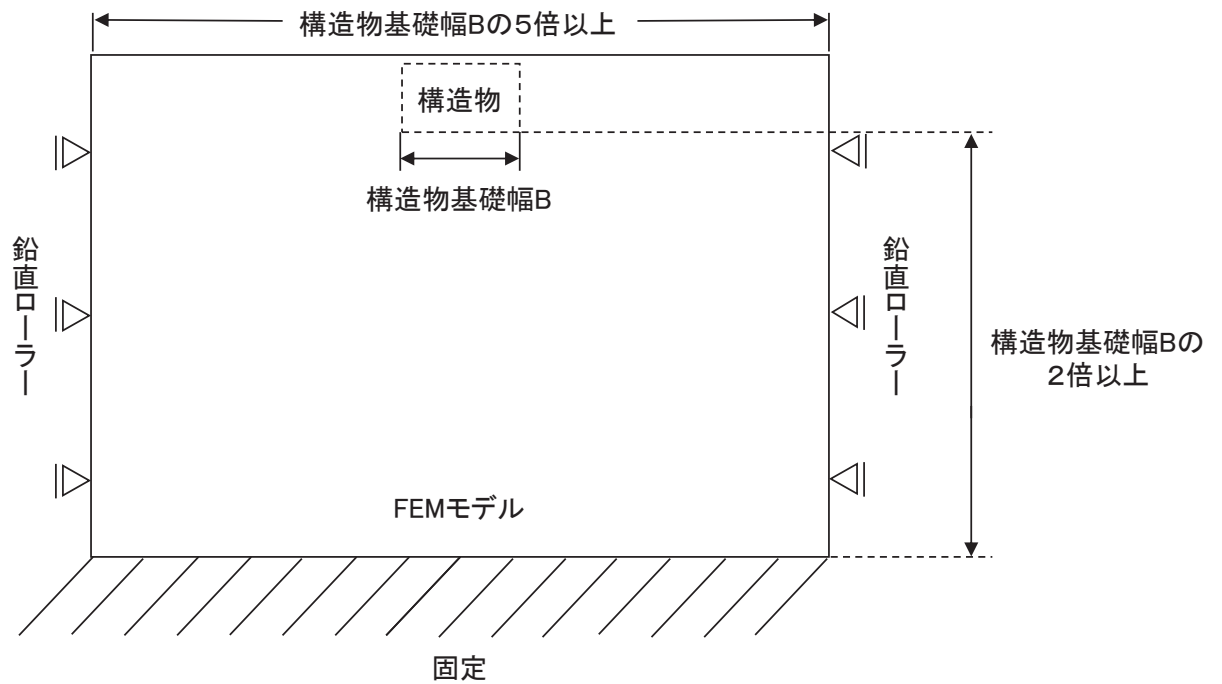 構造物基礎幅Bの5倍以上
構造物
構造物基礎幅B
鉛直ローラー
鉛直ローラー
構造物基礎幅Bの
2倍以上
FEMモデル
固定